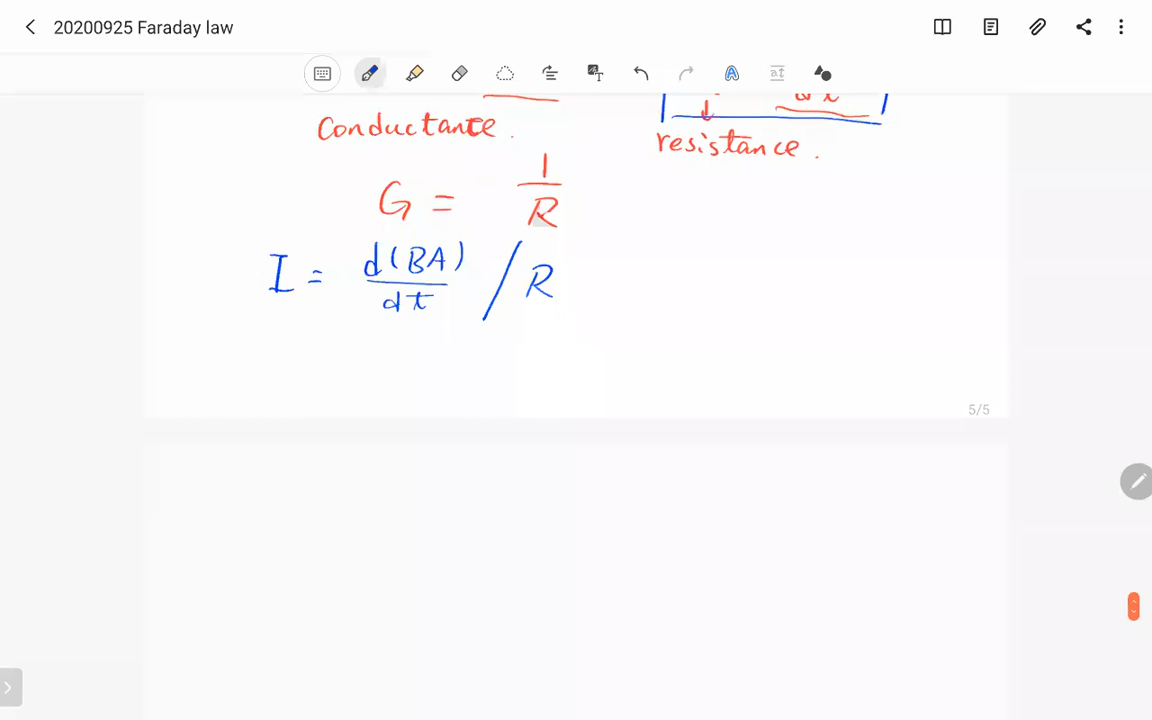 20200925 Faraday law
conductance.
resistance.
G = 1/R
I = d(BA)/dt / R
5/5